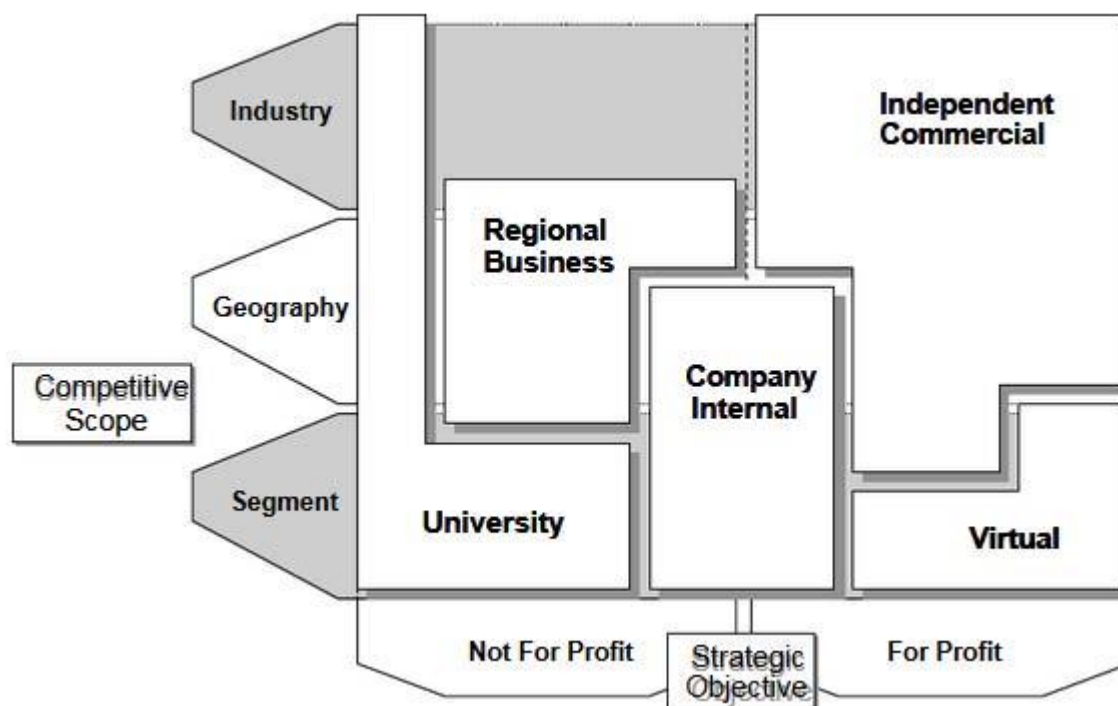 Industry
Independent
Commercial
Regional
Business
Geography
Competitive
Scope
Company
Internal
Segment
University
Virtual
Not For Profit
Strategic
Objective
For Profit